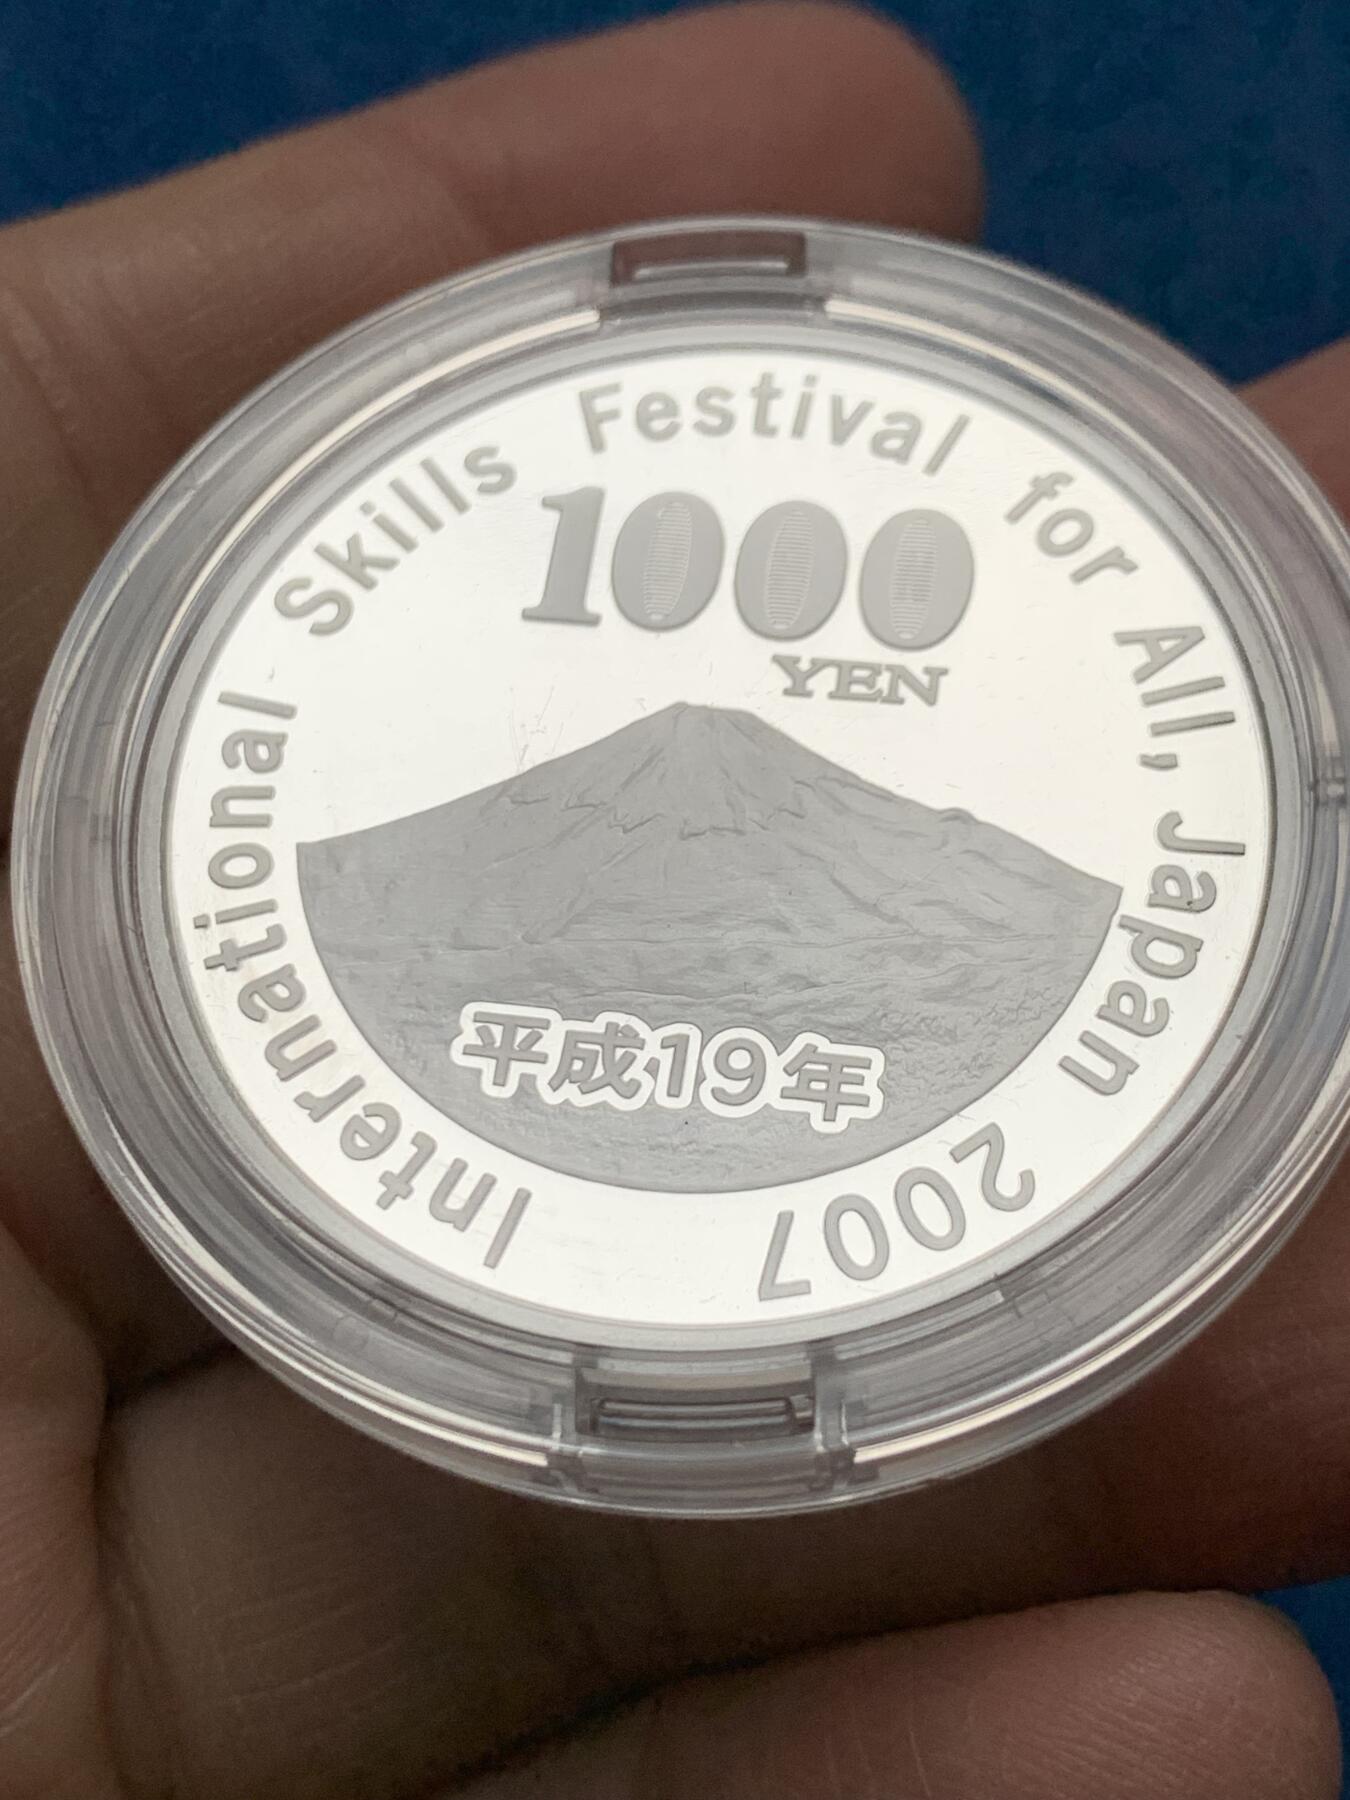 International Skills Festival for All, Japan 2007
1000
YEN
平成19年